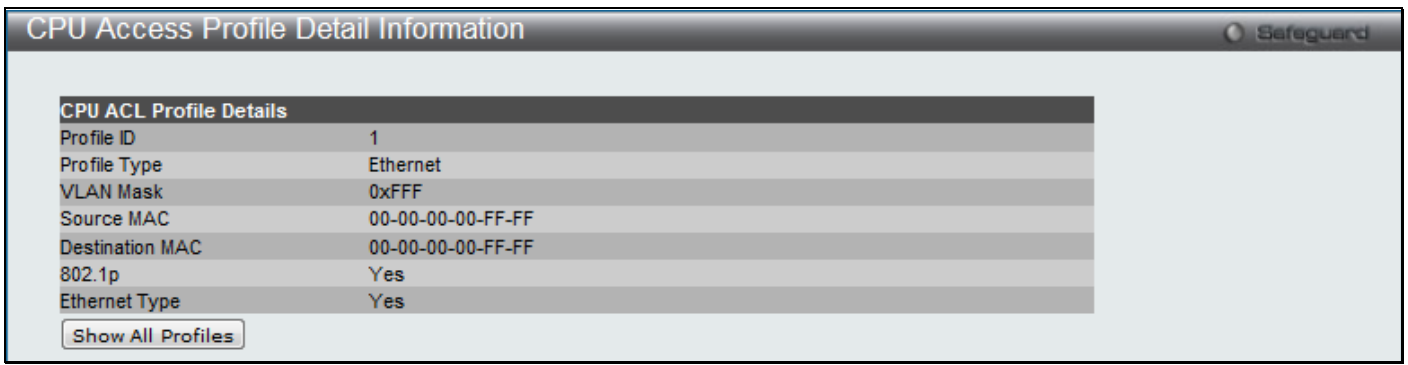 CPU Access Profile Detail Information
Safeguard
CPU ACL Profile Details
Profile ID 1
Profile Type Ethernet
VLAN Mask 0xFFF
Source MAC 00-00-00-00-FF-FF
Destination MAC 00-00-00-00-FF-FF
802.1p Yes
Ethernet Type Yes
Show All Profiles